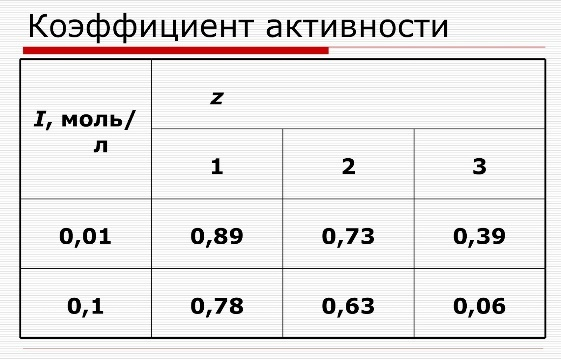 Коэффициент активности
I, моль/
л
z
1 2 3
0,01 0,89 0,73 0,39
0,1 0,78 0,63 0,06